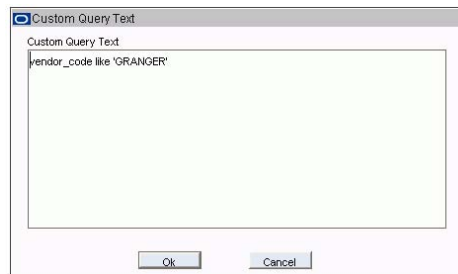 Custom Query Text
Custom Query Text
vendor_code like 'GRANGER'
Ok
Cancel